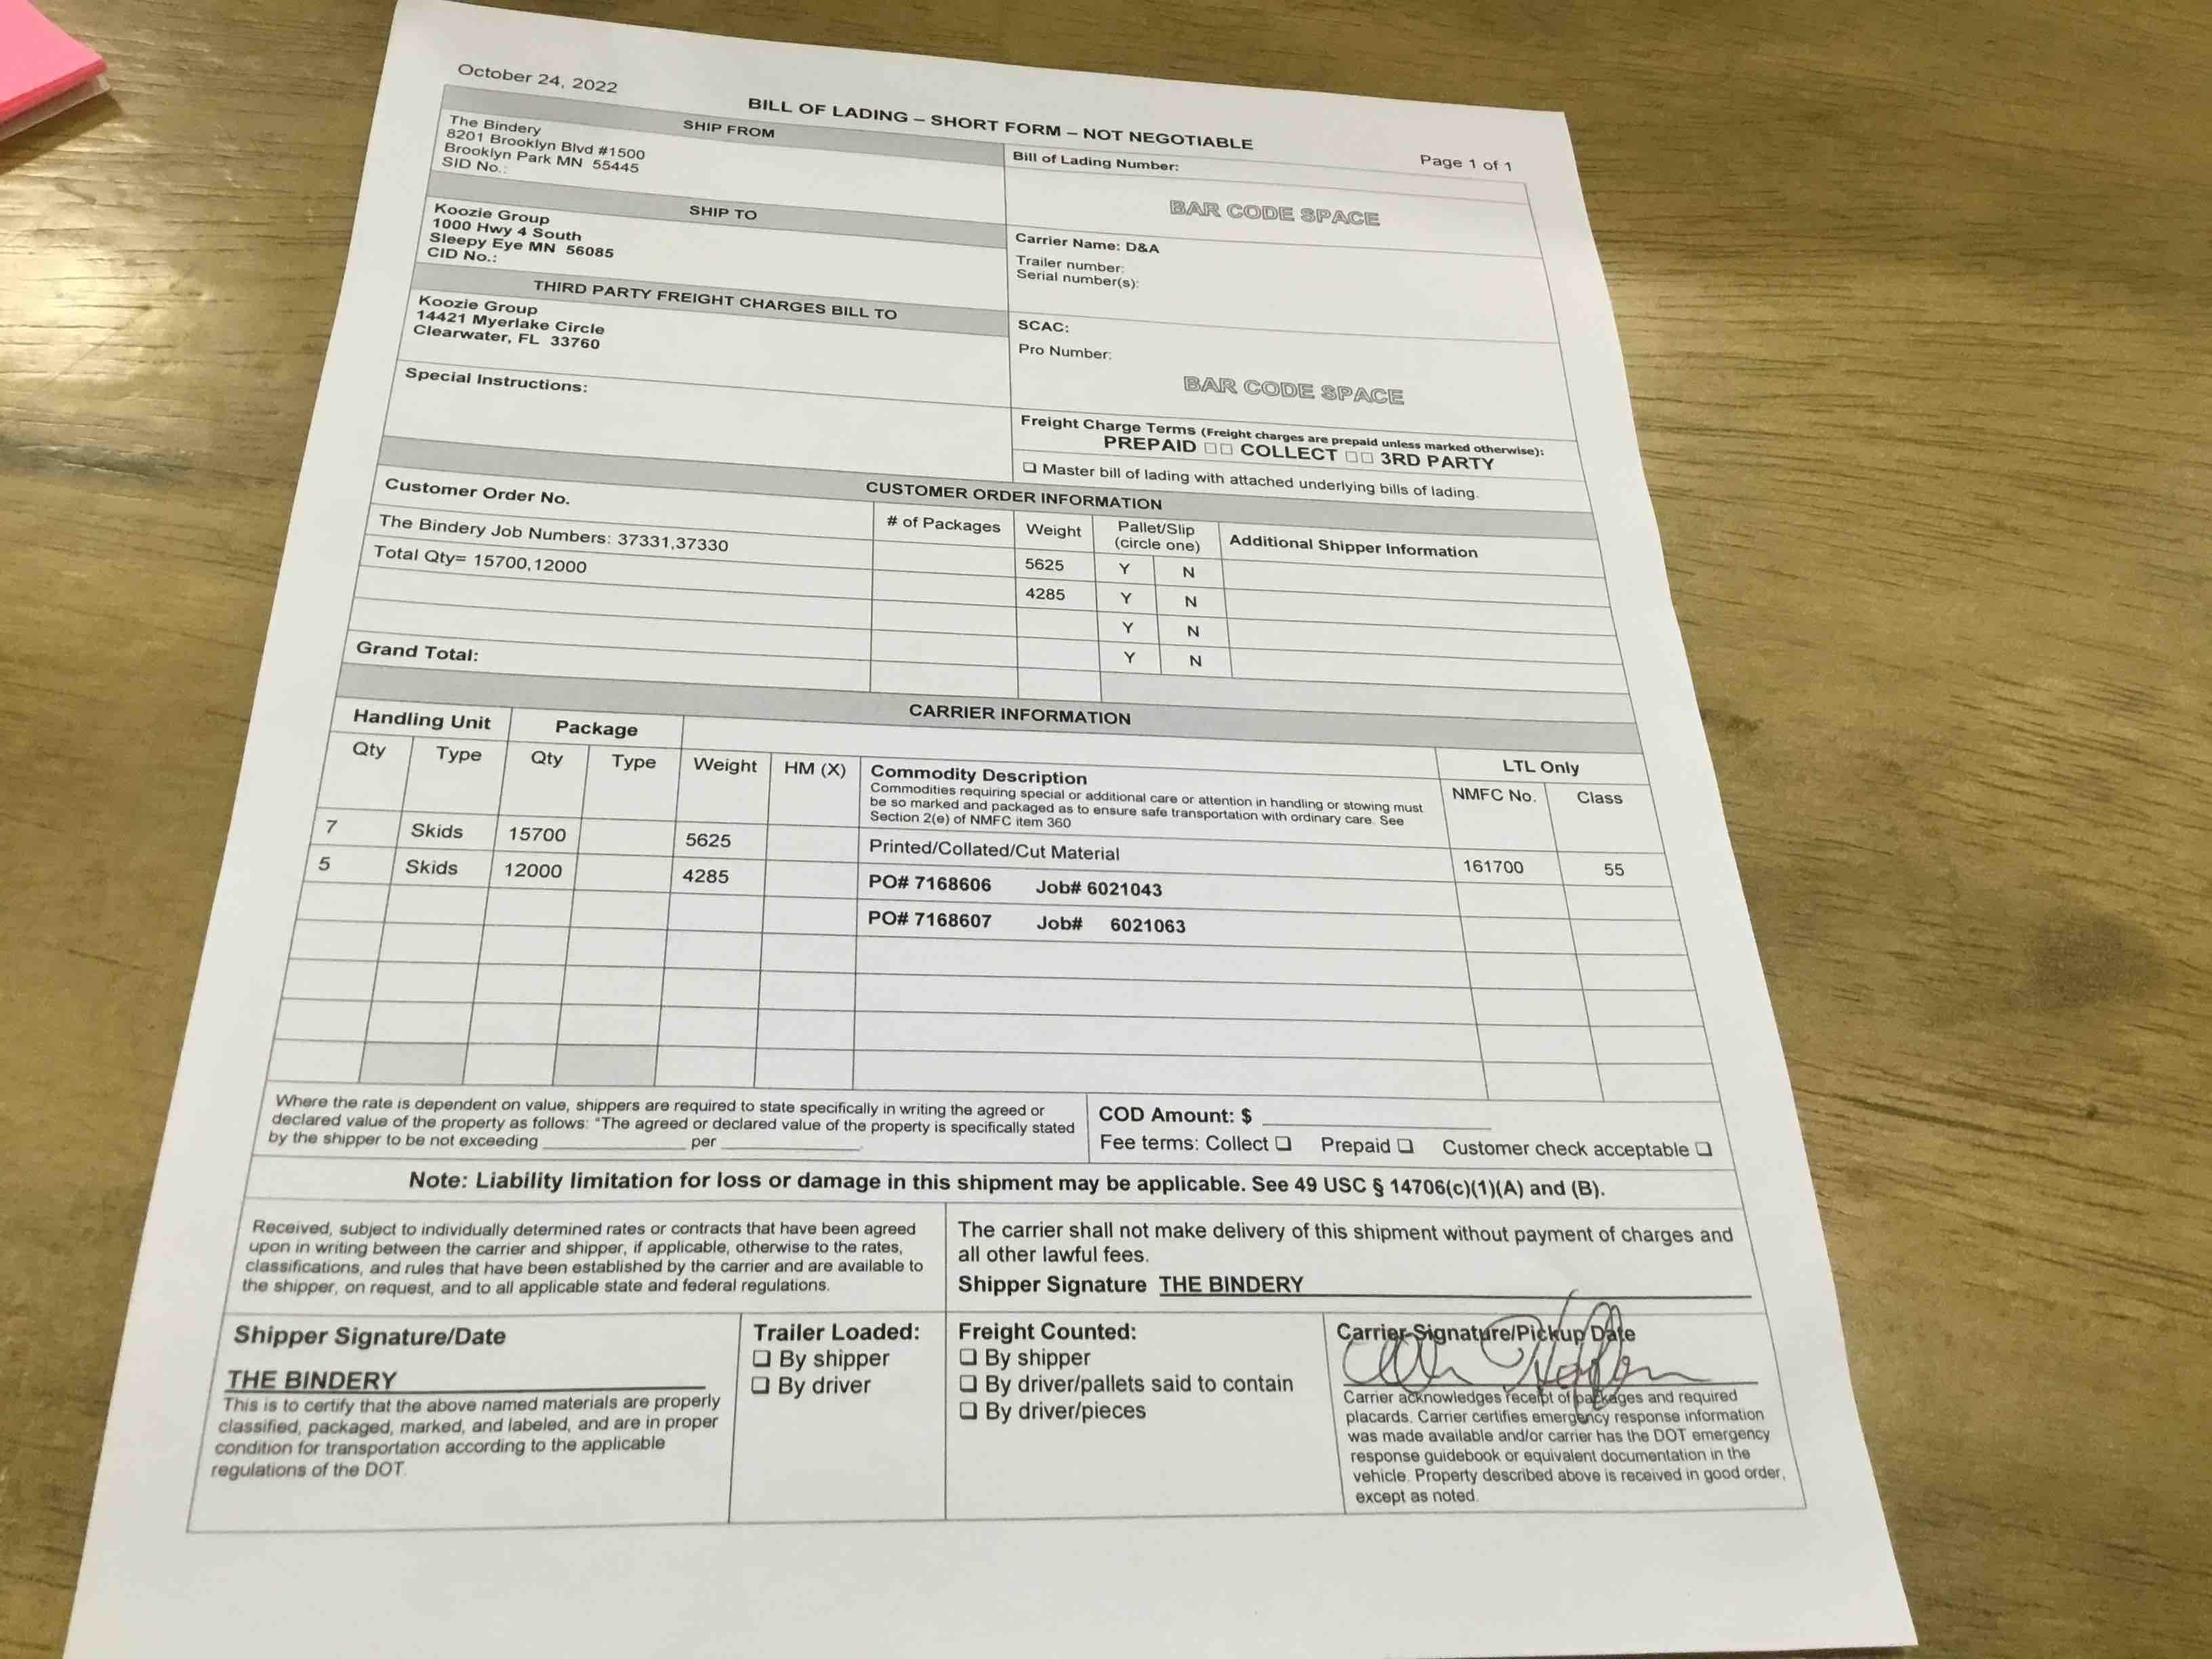 October 24, 2022
BILL OF LADING – SHORT FORM – NOT NEGOTIABLE
Page 1 of 1
SHIP FROM
The Bindery
8201 Brooklyn Blvd #1500
Brooklyn Park MN 55445
SID No.:
Bill of Lading Number:
BAR CODE SPACE
SHIP TO
Koozie Group
1000 Hwy 4 South
Sleepy Eye MN 56085
CID No.:
Carrier Name: D&A
Trailer number:
Serial number(s):
THIRD PARTY FREIGHT CHARGES BILL TO
Koozie Group
14421 Myerlake Circle
Clearwater, FL 33760
SCAC:
Pro Number:
BAR CODE SPACE
Special Instructions:
Freight Charge Terms (Freight charges are prepaid unless marked otherwise):
PREPAID □□ COLLECT □□ 3RD PARTY
❑ Master bill of lading with attached underlying bills of lading.
CUSTOMER ORDER INFORMATION
Customer Order No. # of Packages Weight Pallet/Slip (circle one) Additional Shipper Information
The Bindery Job Numbers: 37331,37330 5625 Y N
Total Qty= 15700,12000 4285 Y N
Y N
Y N
Grand Total:
CARRIER INFORMATION
Handling Unit Package LTL Only
Qty Type Qty Type Weight HM (X) Commodity Description NMFC No. Class
Commodities requiring special or additional care or attention in handling or stowing must
be so marked and packaged as to ensure safe transportation with ordinary care. See
Section 2(e) of NMFC item 360
7 Skids 15700 5625 Printed/Collated/Cut Material 161700 55
5 Skids 12000 4285 PO# 7168606 Job# 6021043
PO# 7168607 Job# 6021063
Where the rate is dependent on value, shippers are required to state specifically in writing the agreed or
declared value of the property as follows: “The agreed or declared value of the property is specifically stated
by the shipper to be not exceeding ____________ per ____________.
COD Amount: $ ____________
Fee terms: Collect ❑ Prepaid ❑ Customer check acceptable ❑
Note: Liability limitation for loss or damage in this shipment may be applicable. See 49 USC § 14706(c)(1)(A) and (B).
Received, subject to individually determined rates or contracts that have been agreed
upon in writing between the carrier and shipper, if applicable, otherwise to the rates,
classifications, and rules that have been established by the carrier and are available to
the shipper, on request, and to all applicable state and federal regulations.
The carrier shall not make delivery of this shipment without payment of charges and
all other lawful fees.
Shipper Signature THE BINDERY
Shipper Signature/Date
THE BINDERY
This is to certify that the above named materials are properly
classified, packaged, marked, and labeled, and are in proper
condition for transportation according to the applicable
regulations of the DOT.
Trailer Loaded:
❑ By shipper
❑ By driver
Freight Counted:
❑ By shipper
❑ By driver/pallets said to contain
❑ By driver/pieces
Carrier Signature/Pickup Date
Carrier acknowledges receipt of packages and required
placards. Carrier certifies emergency response information
was made available and/or carrier has the DOT emergency
response guidebook or equivalent documentation in the
vehicle. Property described above is received in good order,
except as noted.